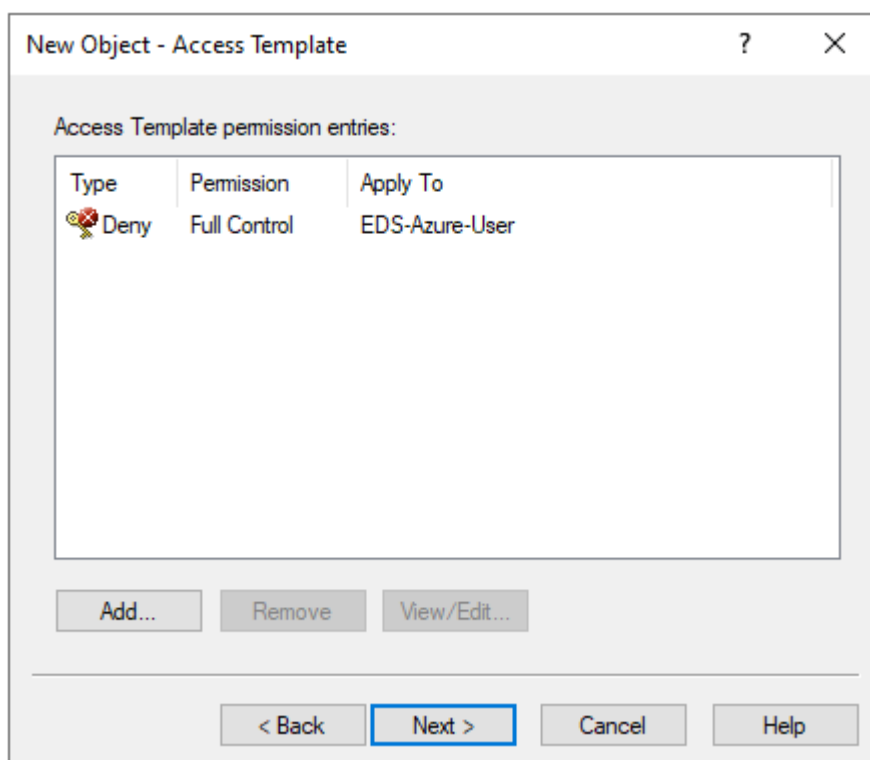 New Object - Access Template
?
Access Template permission entries:
Type Permission Apply To
Deny Full Control EDS-Azure-User
Add... Remove View/Edit...
< Back Next > Cancel Help